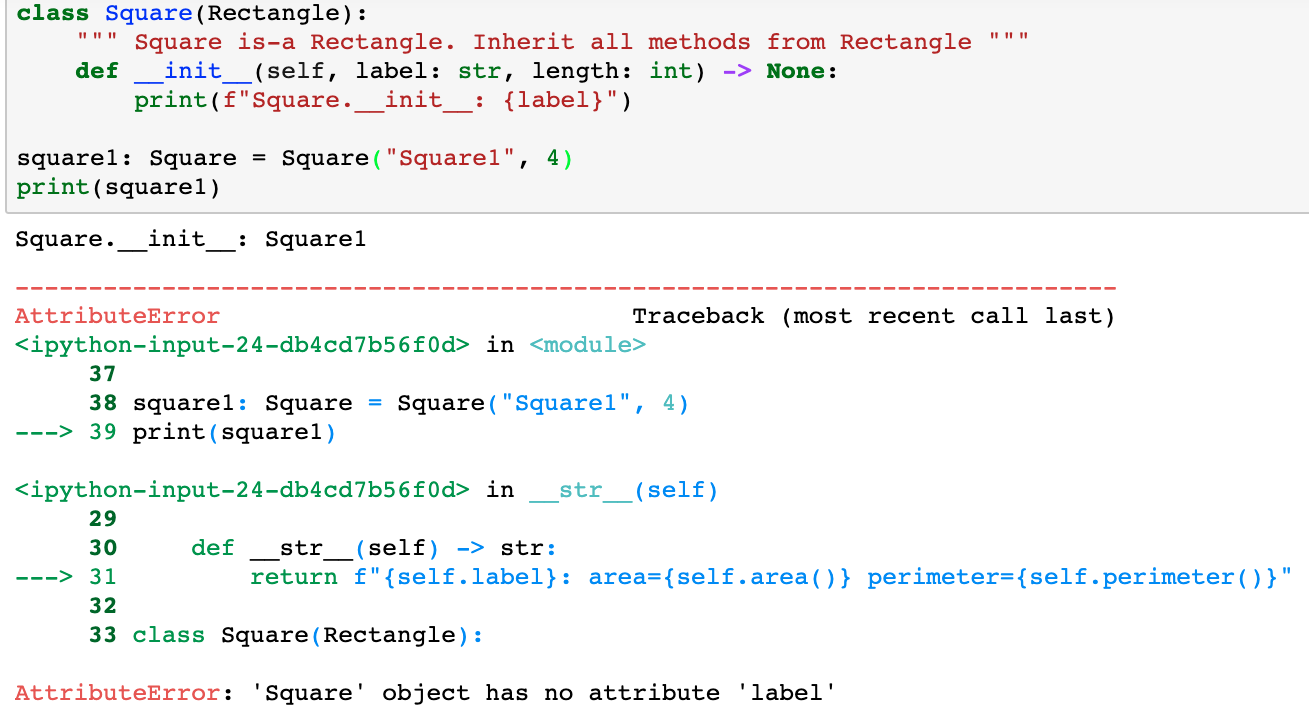 class Square(Rectangle):
    """ Square is-a Rectangle. Inherit all methods from Rectangle """
    def __init__(self, label: str, length: int) -> None:
        print(f"Square.__init__: {label}")

square1: Square = Square("Square1", 4)
print(square1)

Square.__init__: Square1

---------------------------------------------------------------------------
AttributeError                            Traceback (most recent call last)
<ipython-input-24-db4cd7b56f0d> in <module>
     37
     38 square1: Square = Square("Square1", 4)
---> 39 print(square1)

<ipython-input-24-db4cd7b56f0d> in __str__(self)
     29
     30     def __str__(self) -> str:
---> 31         return f"{self.label}: area={self.area()} perimeter={self.perimeter()}"
     32
     33 class Square(Rectangle):

AttributeError: 'Square' object has no attribute 'label'